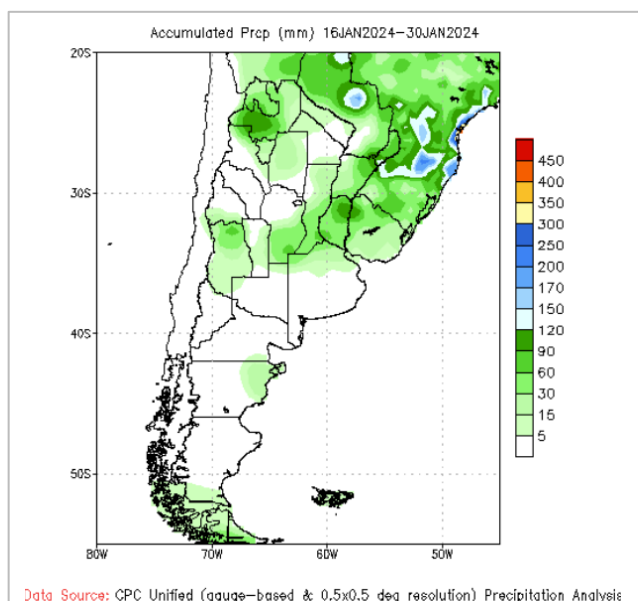 Accumulated Prcp (mm) 16JAN2024-30JAN2024
20S
30S
40S
50S
80W
70W
60W
50W
450
400
350
300
250
200
170
150
120
90
60
30
15
5
Data Source: CPC Unified (gauge-based & 0.5x0.5 deg resolution) Precipitation Analysis